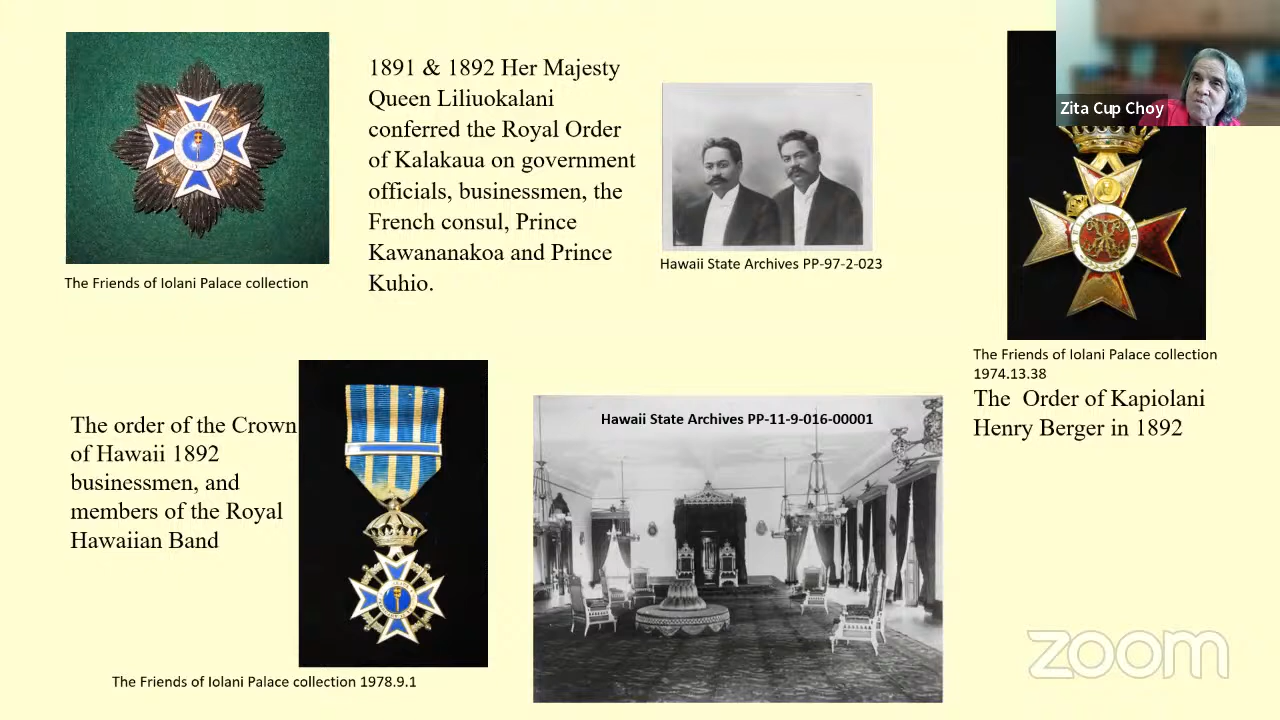 1891 & 1892 Her Majesty
Queen Liliuokalani
conferred the Royal Order
of Kalakaua on government
officials, businessmen, the
French consul, Prince
Kawananakoa and Prince
Kuhio.
The Friends of Iolani Palace collection
Hawaii State Archives PP-97-2-023
Zita Cup Choy
The Friends of Iolani Palace collection
1974.13.38
The Order of Kapiolani
Henry Berger in 1892
The order of the Crown
of Hawaii 1892
businessmen, and
members of the Royal
Hawaiian Band
The Friends of Iolani Palace collection 1978.9.1
Hawaii State Archives PP-11-9-016-00001
zoom